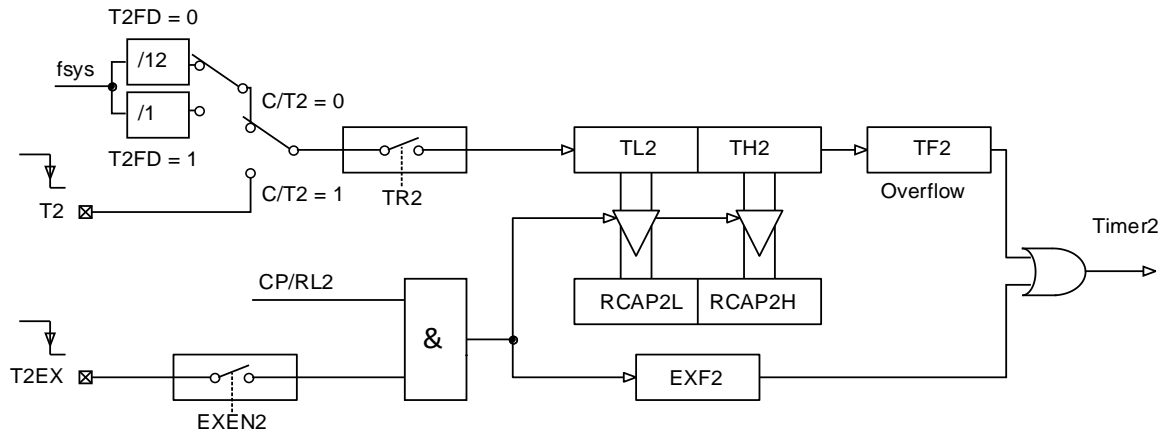 T2FD = 0
/12
fsys
C/T2 = 0
/1
T2FD = 1
TL2
TH2
TF2
T2
C/T2 = 1
TR2
Overflow
Timer2
CP/RL2
RCAP2L
RCAP2H
&
T2EX
EXF2
EXEN2